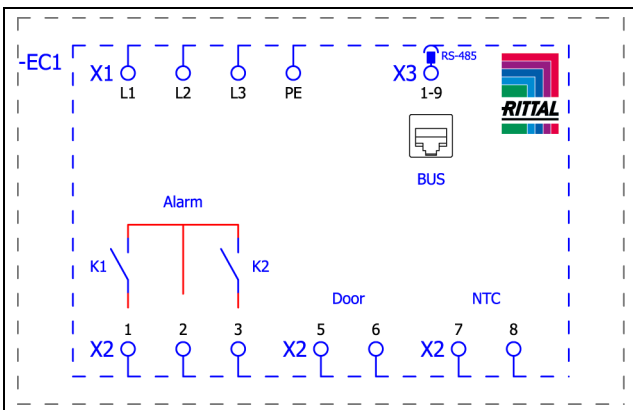 -EC1
X1
L1
L2
L3
PE
X3
RS-485
1-9
RITTAL
BUS
Alarm
K1
K2
Door
NTC
X2
1
2
3
X2
5
6
X2
7
8